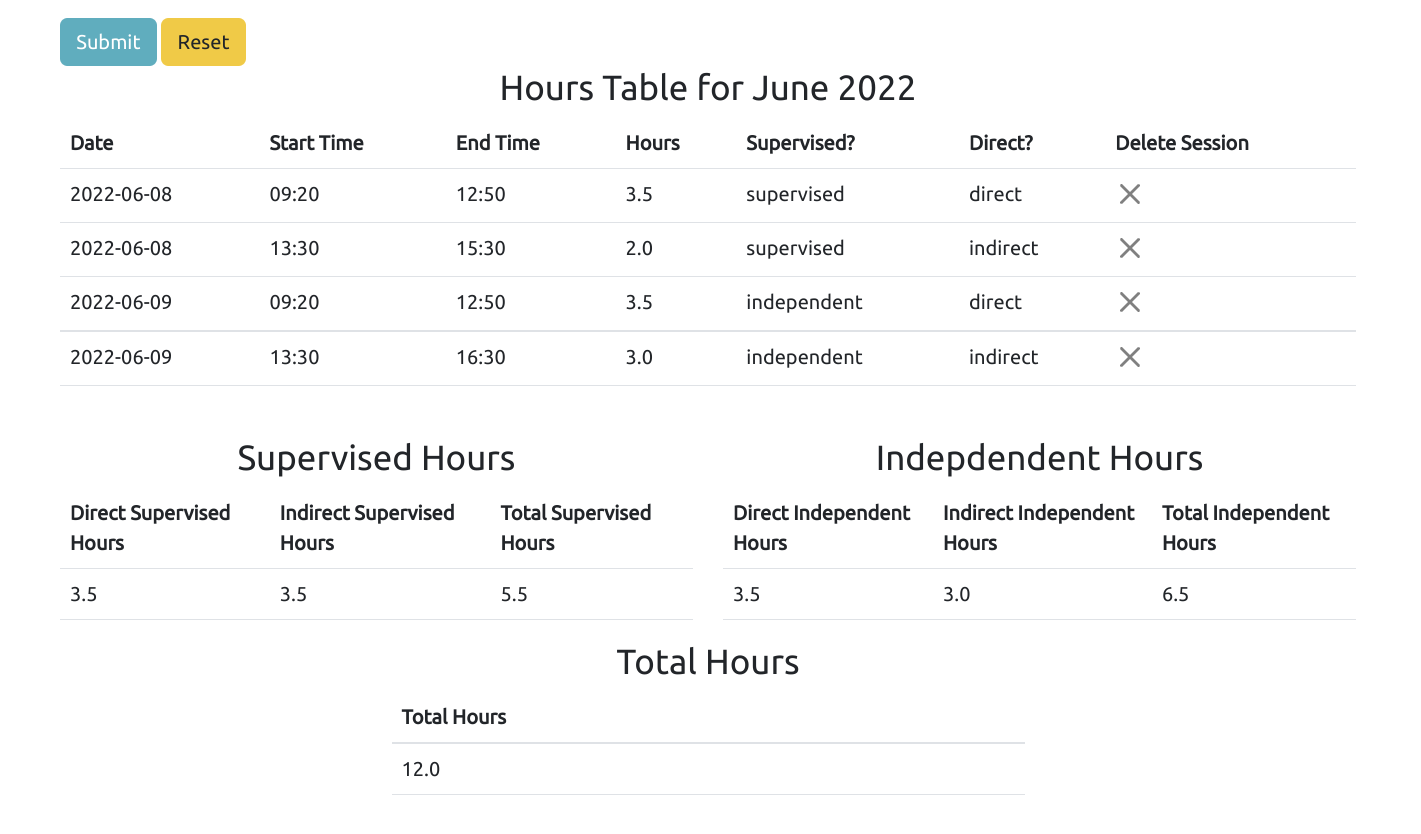 Submit Reset
Hours Table for June 2022
Date Start Time End Time Hours Supervised? Direct? Delete Session
2022-06-08 09:20 12:50 3.5 supervised direct
2022-06-08 13:30 15:30 2.0 supervised indirect
2022-06-09 09:20 12:50 3.5 independent direct
2022-06-09 13:30 16:30 3.0 independent indirect
Supervised Hours
Direct Supervised Hours Indirect Supervised Hours Total Supervised Hours
3.5 3.5 5.5
Indepdendent Hours
Direct Independent Hours Indirect Independent Hours Total Independent Hours
3.5 3.0 6.5
Total Hours
Total Hours
12.0